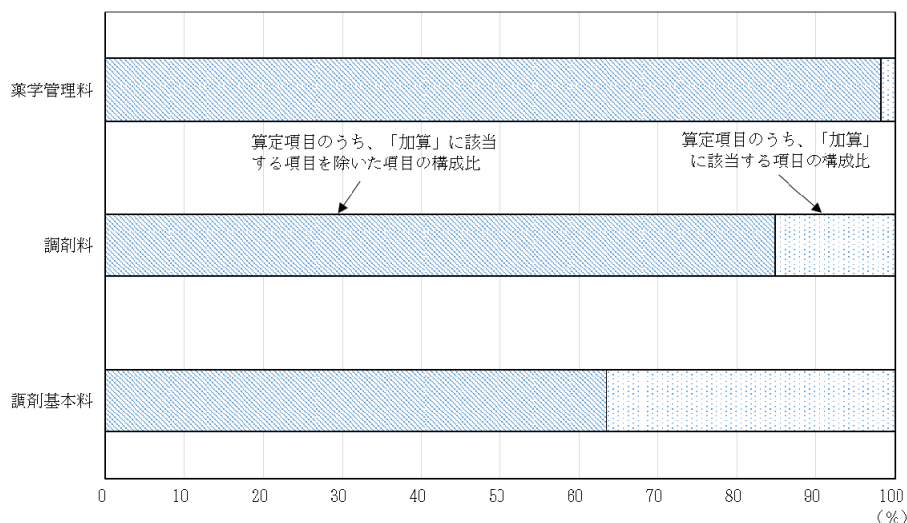 薬学管理料
算定項目のうち、「加算」に該当
する項目を除いた項目の構成比
算定項目のうち、「加算」
に該当する項目の構成比
調剤料
調剤基本料
0 10 20 30 40 50 60 70 80 90 100
（%）